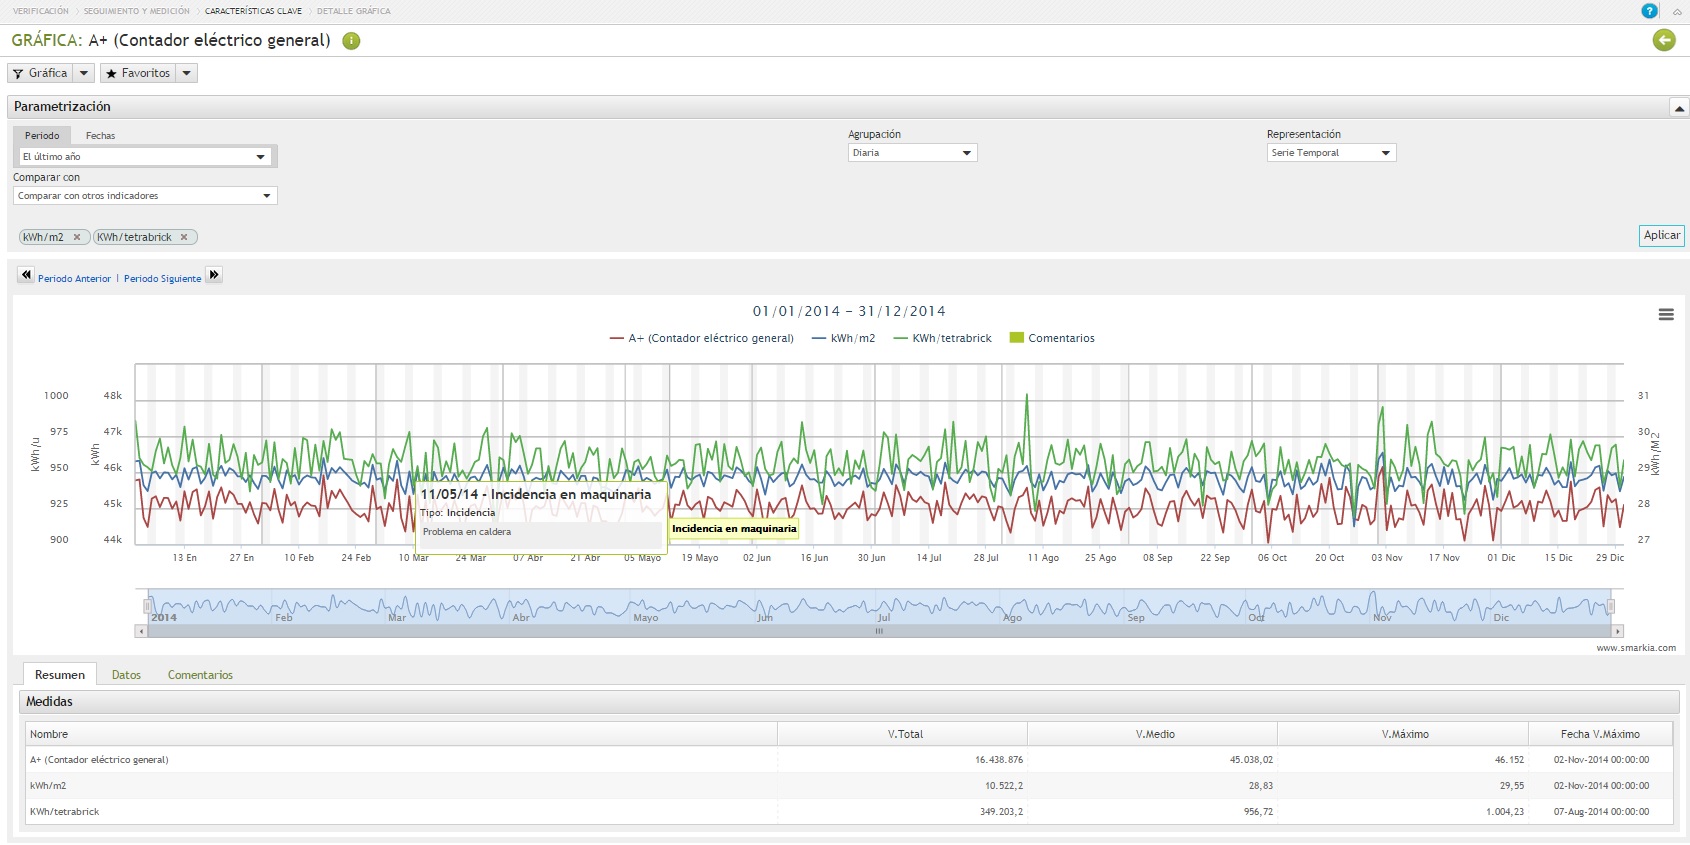 VERIFICACIÓN > SEGUIMIENTO Y MEDICIÓN > CARACTERÍSTICAS CLAVE > DETALLE GRÁFICA
?
GRÁFICA: A+ (Contador eléctrico general) i
Gráfica Favoritos
Parametrización
Periodo Fechas
Agrupación Representación
El último año Diaria Serie Temporal
Comparar con
Comparar con otros indicadores
kWh/m2 × KWh/tetrabrick ×
Aplicar
Periodo Anterior | Periodo Siguiente
01/01/2014 - 31/12/2014
A+ (Contador eléctrico general) kWh/m2 KWh/tetrabrick Comentarios
1000 48k 31
975 47k 30
kWh/u kWh kWh/M2
950 46k 29
925 45k 28
900 44k 27
11/05/14 - Incidencia en maquinaria
Tipo: Incidencia
Problema en caldera
Incidencia en maquinaria
13 En 27 En 10 Feb 24 Feb 10 Mar 24 Mar 07 Abr 21 Abr 05 Mayo 19 Mayo 02 Jun 16 Jun 30 Jun 14 Jul 28 Jul 11 Ago 25 Ago 08 Sep 22 Sep 06 Oct 20 Oct 03 Nov 17 Nov 01 Dic 15 Dic 29 Dic
2014 Feb Mar Abr Mayo Jun Jul Ago Sep Oct Nov Dic
www.smarkia.com
Resumen Datos Comentarios
Medidas
Nombre V.Total V.Medio V.Máximo Fecha V.Máximo
A+ (Contador eléctrico general) 16.438.876 45.038,02 46.152 02-Nov-2014 00:00:00
kWh/m2 10.522,2 28,83 29,55 02-Nov-2014 00:00:00
KWh/tetrabrick 349.203,2 956,72 1.004,23 07-Aug-2014 00:00:00